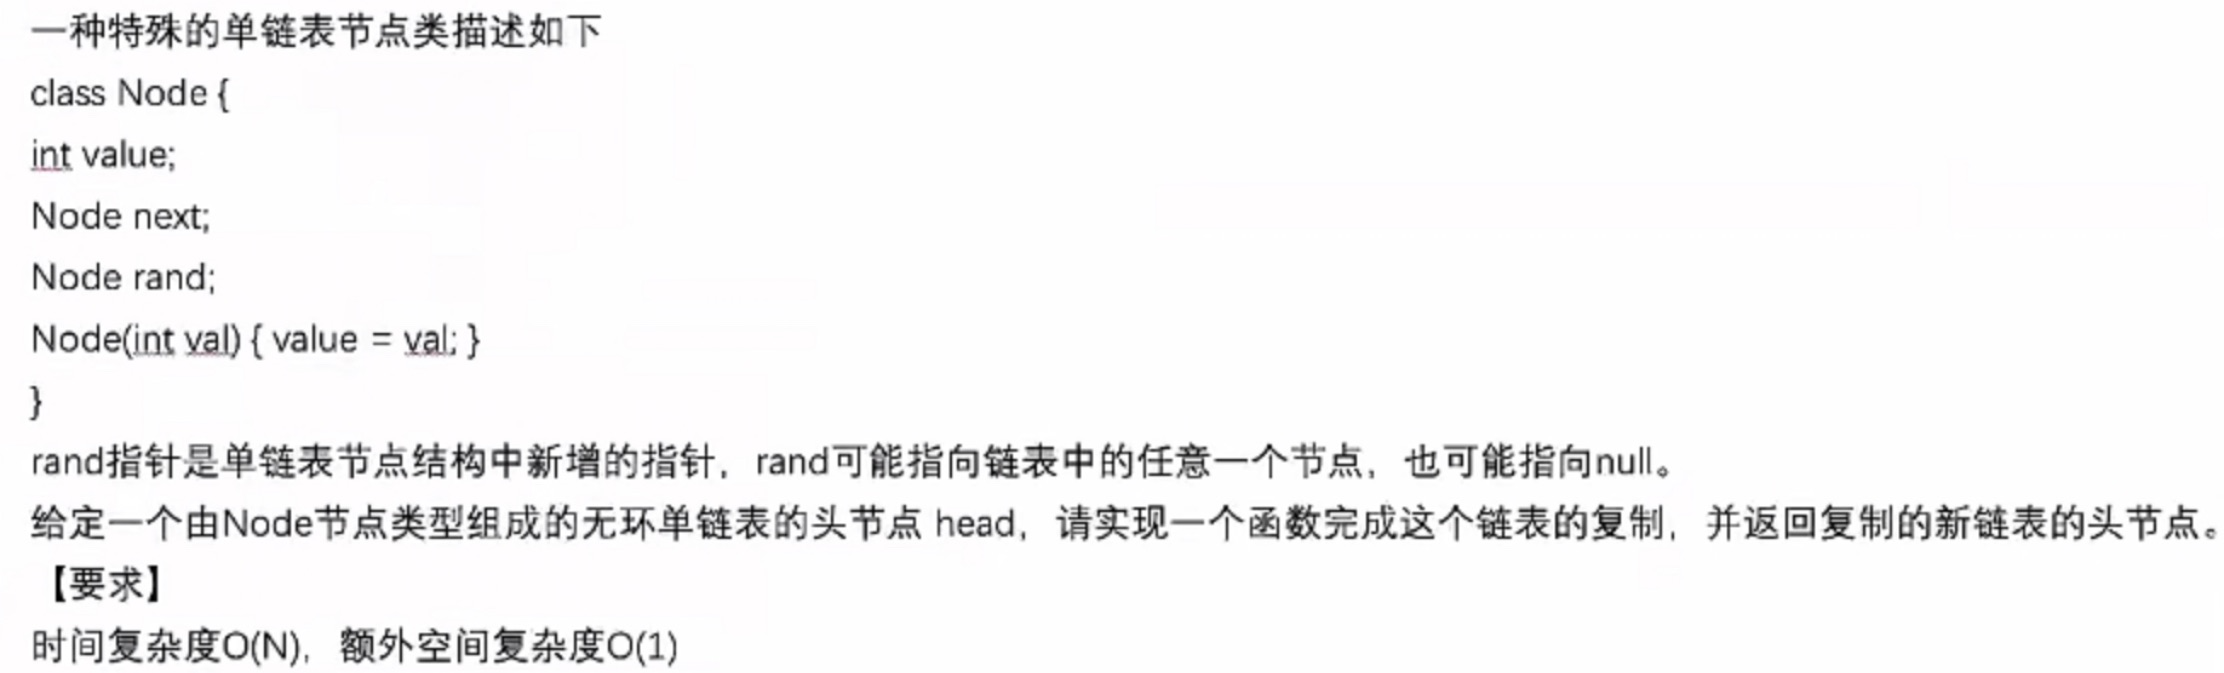 一种特殊的单链表节点类描述如下
class Node {
int value;
Node next;
Node rand;
Node(int val) { value = val; }
}
rand指针是单链表节点结构中新增的指针，rand可能指向链表中的任意一个节点，也可能指向null。
给定一个由Node节点类型组成的无环单链表的头节点 head，请实现一个函数完成这个链表的复制，并返回复制的新链表的头节点。
【要求】
时间复杂度O(N)，额外空间复杂度O(1)